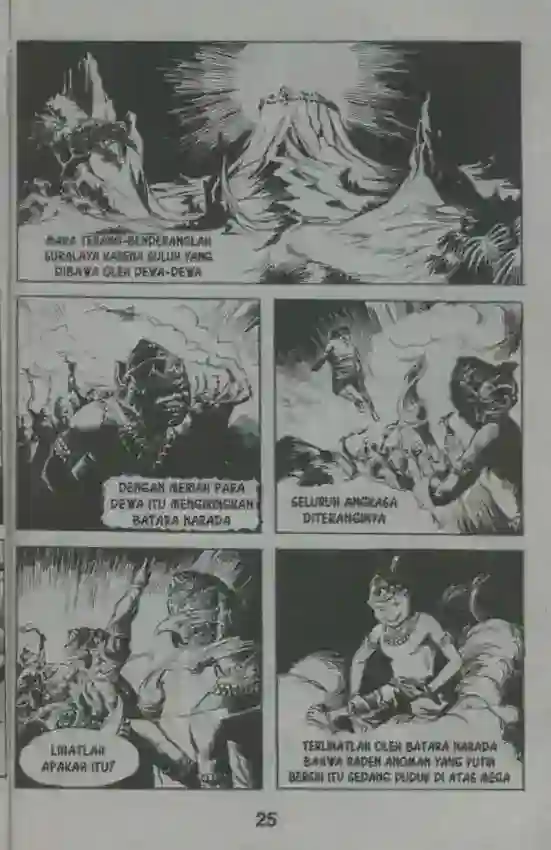 MAKA TERANG-BENDERANGLAH
SURALAYA KARENA SULUH YANG
DIBAWA OLEH DEWA-DEWA
DENGAN MERIAH PARA
DEWA ITU MENGIRINGKAN
BATARA NARADA
SELURUH ANGKASA
DITERANGINYA
LIHATLAH
APAKAH ITU?
TERLIHATLAH OLEH BATARA NARADA
BAHWA RADEN ANOMAN YANG PUTIH
BERSIH ITU SEDANG DUDUK DI ATAS MEGA
25